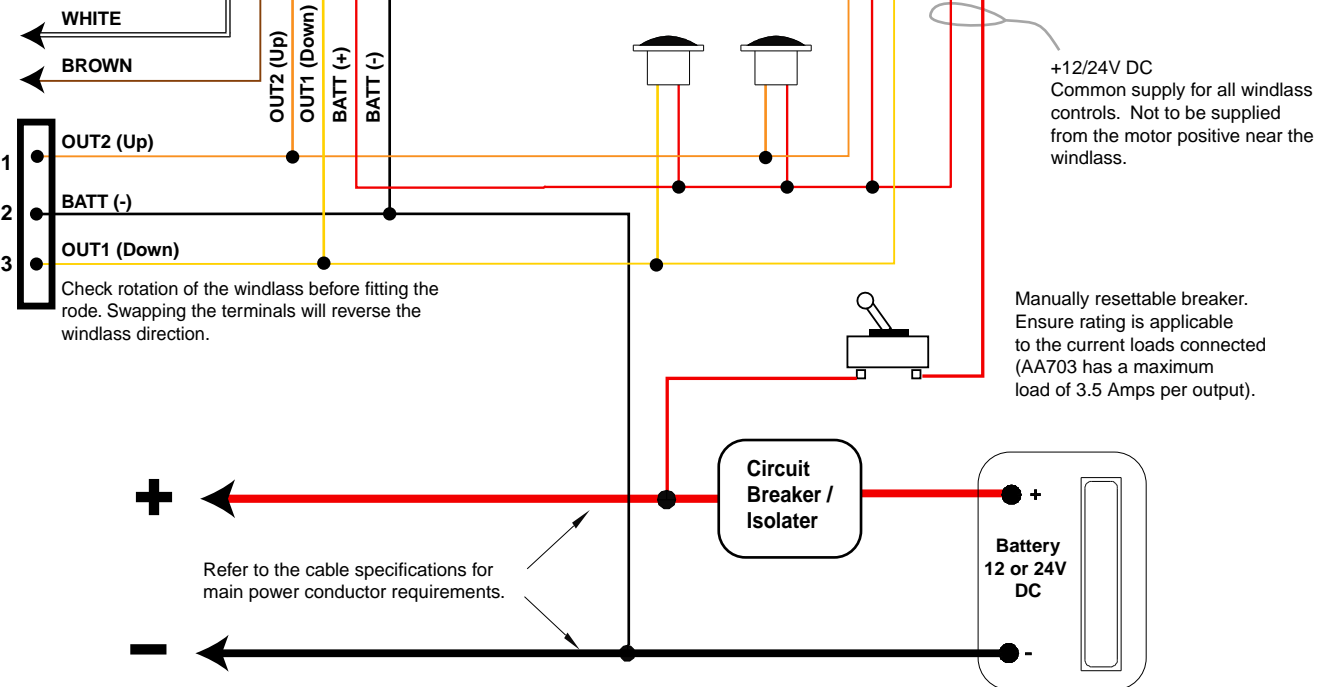 WHITE
BROWN
OUT2 (Up)
OUT1 (Down)
BATT (+)
BATT (-)
+12/24V DC
Common supply for all windlass
controls.  Not to be supplied
from the motor positive near the
windlass.
1
OUT2 (Up)
2
BATT (-)
3
OUT1 (Down)
Check rotation of the windlass before fitting the
rode. Swapping the terminals will reverse the
windlass direction.
Manually resettable breaker.
Ensure rating is applicable
to the current loads connected
(AA703 has a maximum
load of 3.5 Amps per output).
+
Circuit
Breaker /
Isolater
+
Battery
12 or 24V
DC
Refer to the cable specifications for
main power conductor requirements.
-
-